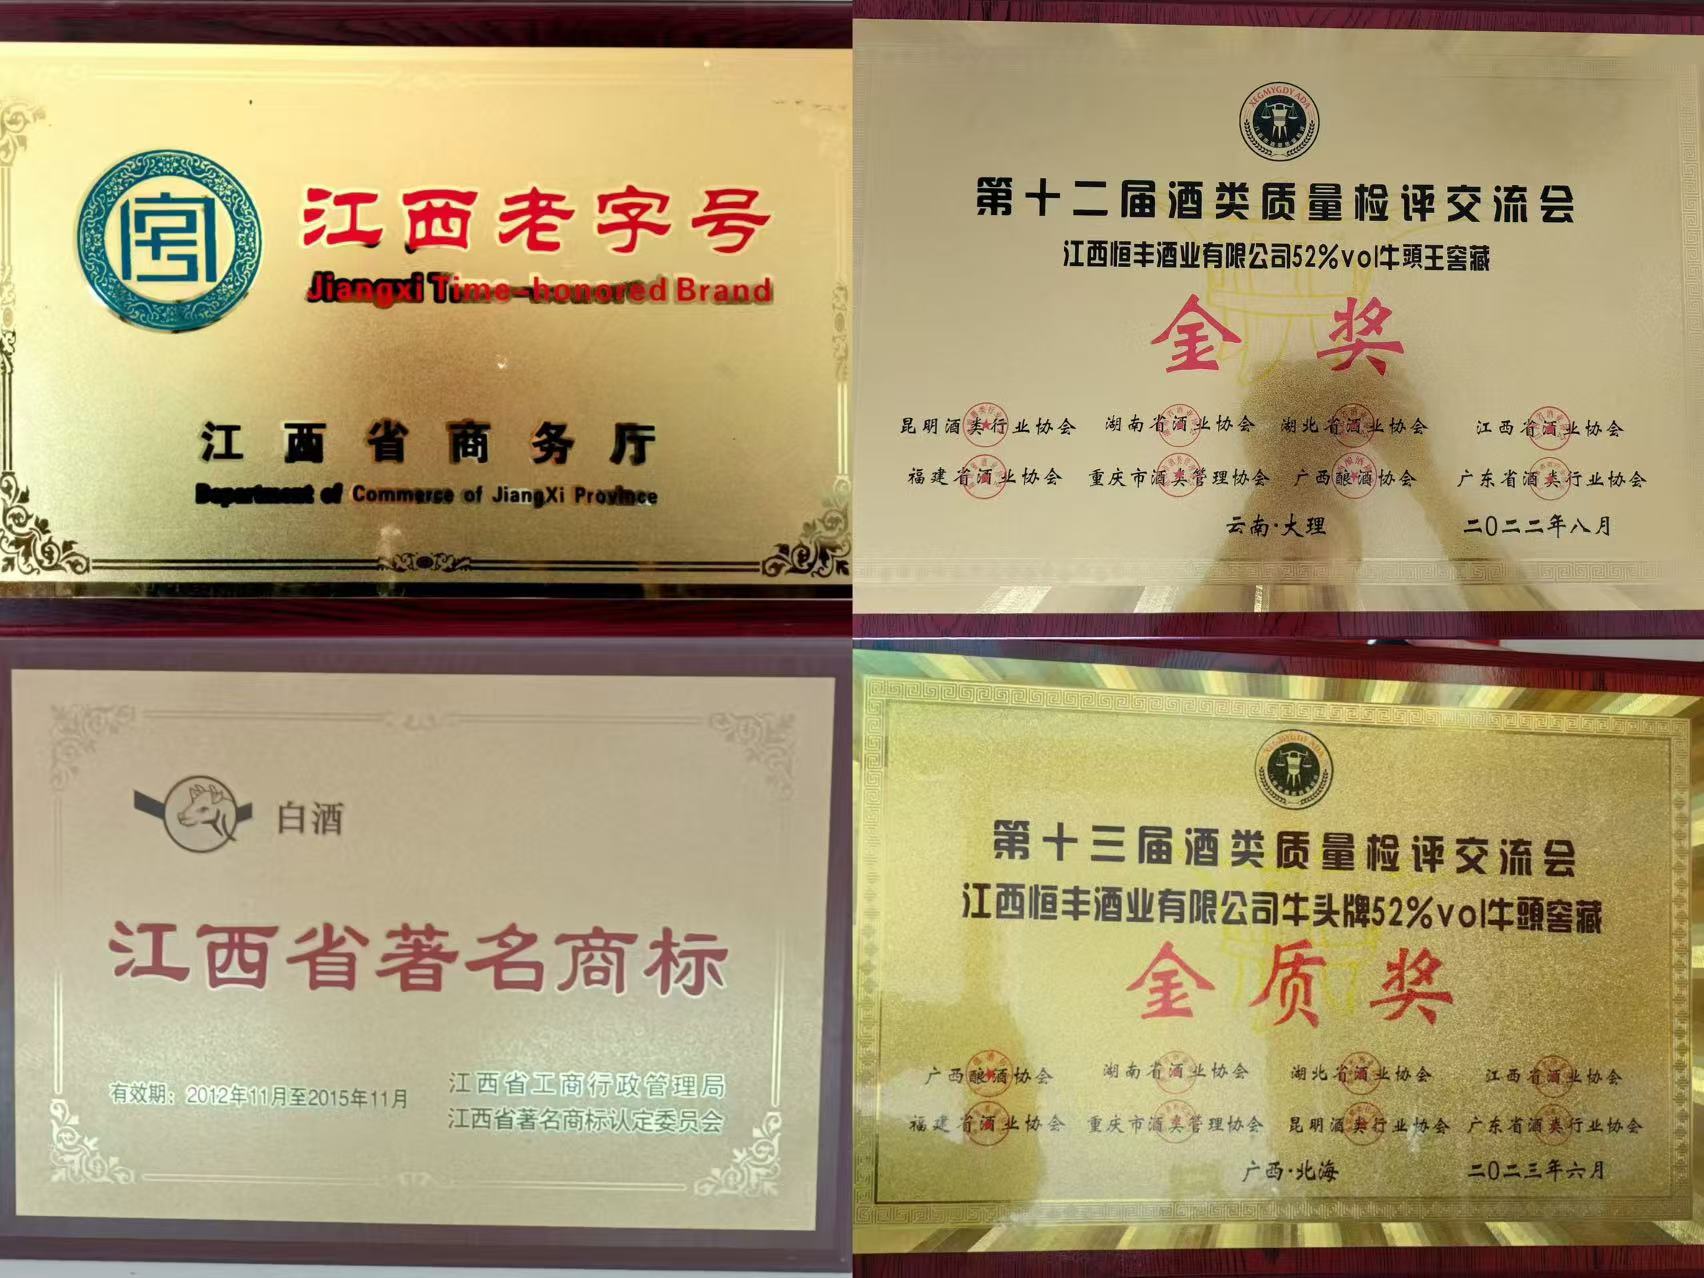 江西老字号
Jiangxi Time-honored Brand
江西省商务厅
Department of Commerce of JiangXi Province
XEGMYGDY ADA
第十二届酒类质量检评交流会
江西恒丰酒业有限公司52%vol牛頭王窖藏
金奖
昆明酒类行业协会 湖南省酒业协会 湖北省酒业协会 江西省酒业协会
福建省酒业协会 重庆市酒类管理协会 广西酿酒协会 广东省酒类行业协会
云南·大理 二〇二二年八月
白酒
江西省著名商标
有效期：2012年11月至2015年11月
江西省工商行政管理局
江西省著名商标认定委员会
XEGMYGDY ADA
第十三届酒类质量检评交流会
江西恒丰酒业有限公司牛头牌52%vol牛頭窖藏
金质奖
广西酿酒协会 湖南省酒业协会 湖北省酒业协会 江西省酒业协会
福建省酒业协会 重庆市酒类管理协会 昆明酒类行业协会 广东省酒类行业协会
广西·北海 二〇二三年六月